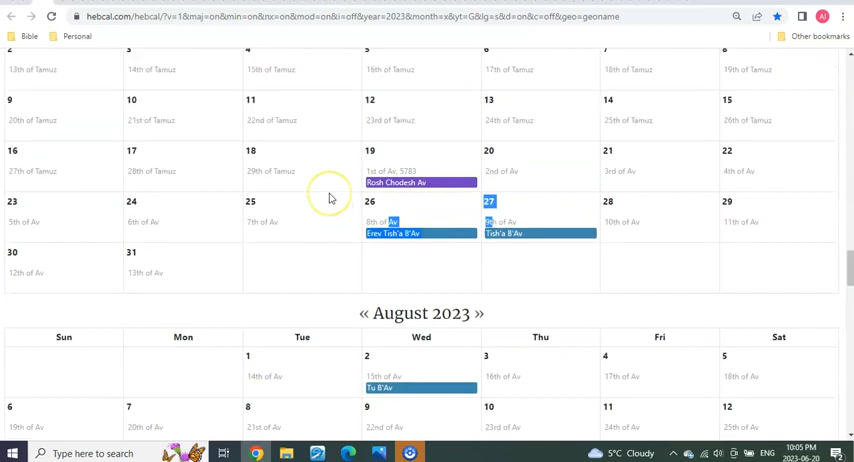 hebcal.com/hebcal/?v=1&maj=on&min=on&nx=on&mod=on&i=off&year=2023&month=x&yt=G&lg=s&d=on&c=off&geo=geoname
AI
Bible Personal Other bookmarks
2 3 4 5 6 7 8
13th of Tamuz 14th of Tamuz 15th of Tamuz 16th of Tamuz 17th of Tamuz 18th of Tamuz 19th of Tamuz
9 10 11 12 13 14 15
20th of Tamuz 21st of Tamuz 22nd of Tamuz 23rd of Tamuz 24th of Tamuz 25th of Tamuz 26th of Tamuz
16 17 18 19 20 21 22
27th of Tamuz 28th of Tamuz 29th of Tamuz 1st of Av, 5783 2nd of Av 3rd of Av 4th of Av
Rosh Chodesh Av
23 24 25 26 27 28 29
5th of Av 6th of Av 7th of Av 8th of Av 9th of Av 10th of Av 11th of Av
Erev Tish'a B'Av Tish'a B'Av
30 31
12th of Av 13th of Av
« August 2023 »
Sun Mon Tue Wed Thu Fri Sat
1 2 3 4 5
14th of Av 15th of Av 16th of Av 17th of Av 18th of Av
Tu B'Av
6 7 8 9 10 11 12
19th of Av 20th of Av 21st of Av 22nd of Av 23rd of Av 24th of Av 25th of Av
Type here to search 5°C Cloudy ENG 10:05 PM
2023-06-20 2